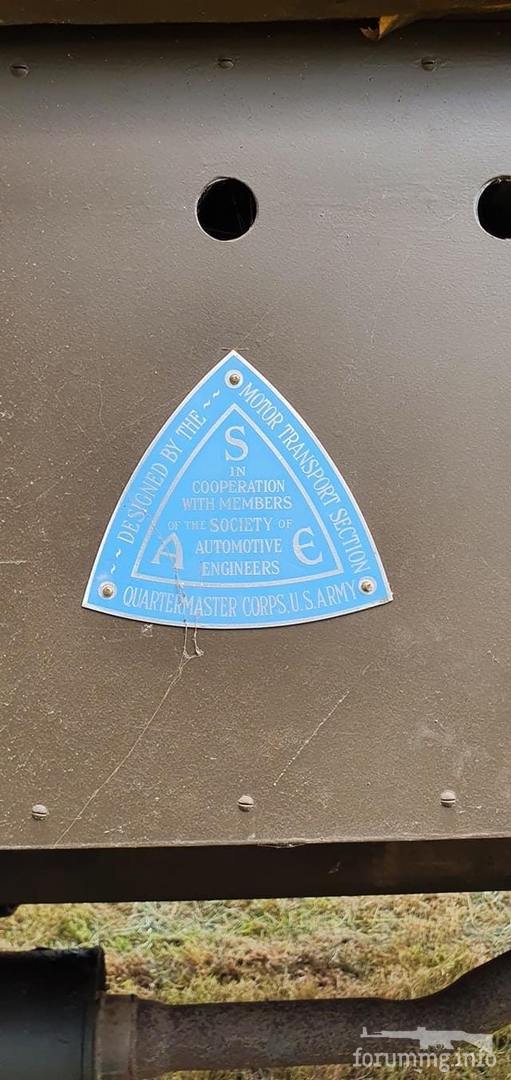 ~~ DESIGNED BY THE ~~
MOTOR TRANSPORT SECTION
QUARTERMASTER CORPS. U.S. ARMY
S
IN
COOPERATION
WITH MEMBERS
OF THE SOCIETY OF
A AUTOMOTIVE E
ENGINEERS
forummg.info